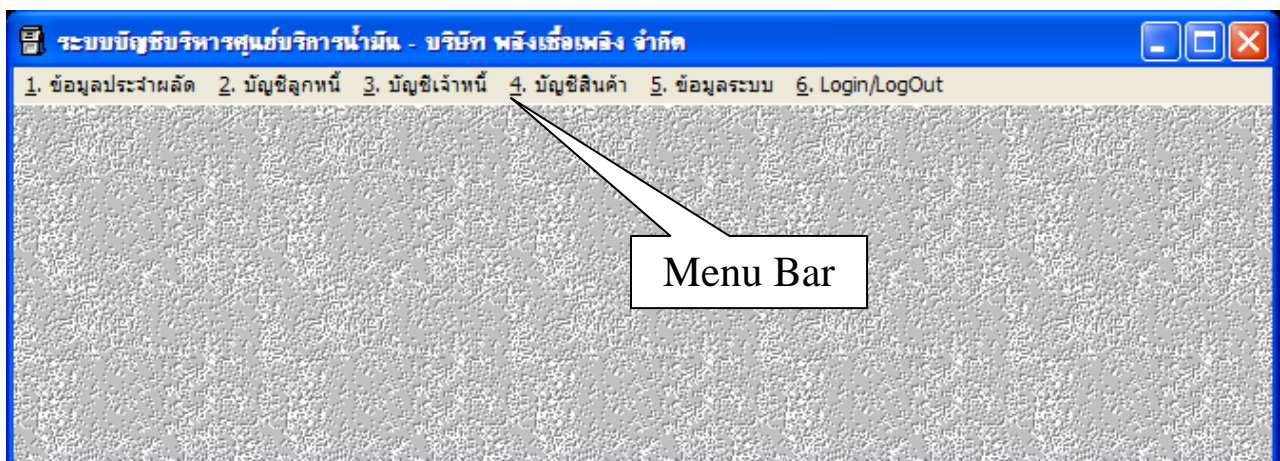 ระบบบัญชีบริหารศูนย์บริการน้ำมัน - บริษัท พลังเชื้อเพลิง จำกัด
1. ข้อมูลประจำผลัด 2. บัญชีลูกหนี้ 3. บัญชีเจ้าหนี้ 4. บัญชีสินค้า 5. ข้อมูลระบบ 6. Login/LogOut
Menu Bar